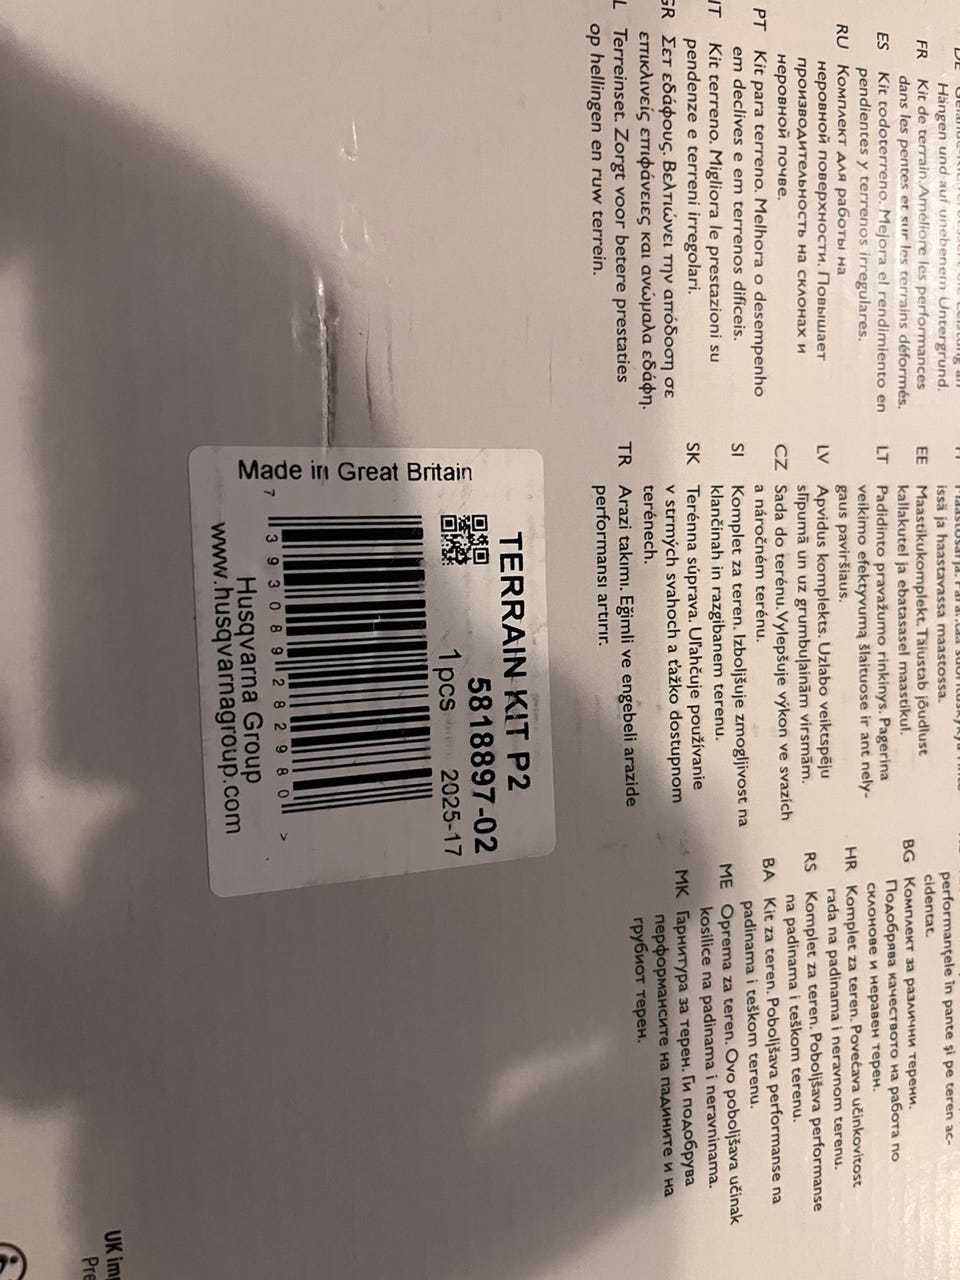 Hängen und auf unebenem Untergrund.
FR Kit de terrain.Améliore les performances
dans les pentes et sur les terrains déformés.
ES Kit todoterreno. Mejora el rendimiento en
pendientes y terrenos irregulares.
RU Комплект для работы на
неровной поверхности. Повышает
производительность на склонах и
неровной почве.
PT Kit para terreno. Melhora o desempenho
em declives e em terrenos difíceis.
IT Kit terreno. Migliora le prestazioni su
pendenze e terreni irregolari.
GR Σετ εδάφους. Βελτιώνει την απόδοση σε
επικλινείς επιφάνειες και ανώμαλα εδάφη.
Terreinset. Zorgt voor betere prestaties
op hellingen en ruw terrein.
issä ja haastavassa maastossa.
EE Maastikukomplekt. Täiustab jõudlust
kallakutel ja ebatasasel maastikul.
LT Padidinto pravažumo rinkinys. Pagerina
veikimo efektyvumą šlaituose ir ant nely-
gaus paviršiaus.
LV Apvidus komplekts. Uzlabo veiktspēju
slīpumā un uz grumbuļainām virsmām.
CZ Sada do terénu. Vylepšuje výkon ve svazích
a náročném terénu.
SI Komplet za teren. Izboljšuje zmogljivost na
klančinah in razgibanem terenu.
SK Terénna súprava. Uľahčuje používanie
v strmých svahoch a ťažko dostupnom
terénech.
TR Arazi takımı. Eğimli ve engebeli arazide
performansı artırır.
performanțele în pante și pe teren ac-
cidentat.
BG Комплект за различни терени.
Подобрява качеството на работа по
склонове и неравен терен.
HR Komplet za teren. Povećava učinkovitost
rada na padinama i neravnom terenu.
RS Komplet za teren. Poboljšava performanse
na padinama i teškom terenu.
BA Kit za teren. Poboljšava performanse na
padinama i teškom terenu.
ME Oprema za teren. Ovo poboljšava učinak
kosilice na padinama i neravninama.
MK Гарнитура за терен. Ги подобрува
перформансите на падините и на
грубиот терен.
TERRAIN KIT P2
5818897-02
1pcs 2025-17
7 393089 282980 >
Husqvarna Group
www.husqvarnagroup.com
Made in Great Britain
UK im
Pre